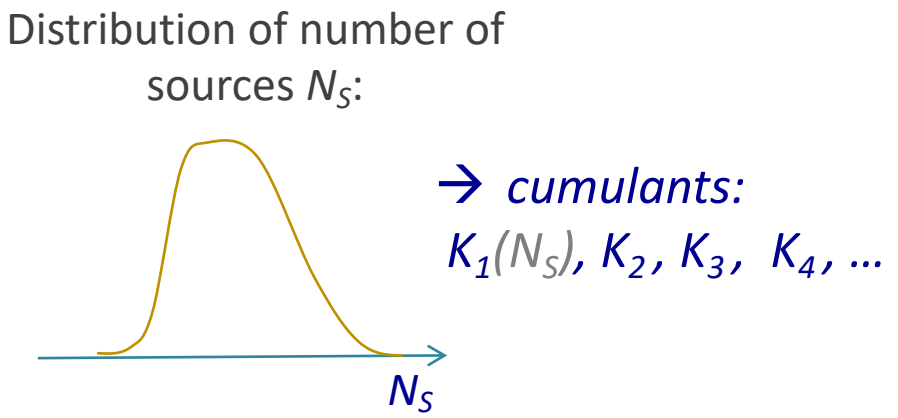 Distribution of number of
sources N_S:
→ cumulants:
K_1(N_S), K_2, K_3, K_4, ...
N_S